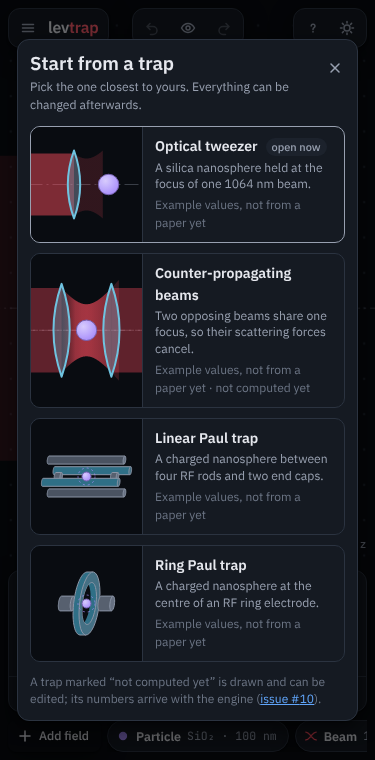 levtrap
?
Start from a trap
Pick the one closest to yours. Everything can be
changed afterwards.
Optical tweezer open now
A silica nanosphere held at the
focus of one 1064 nm beam.
Example values, not from a
paper yet
Counter-propagating
beams
Two opposing beams share one
focus, so their scattering forces
cancel.
Example values, not from a
paper yet · not computed yet
Linear Paul trap
A charged nanosphere between
four RF rods and two end caps.
Example values, not from a
paper yet
Ring Paul trap
A charged nanosphere at the
centre of an RF ring electrode.
Example values, not from a
paper yet
z
A trap marked “not computed yet” is drawn and can be
edited; its numbers arrive with the engine (issue #10).
Add field Particle SiO₂ · 100 nm Beam